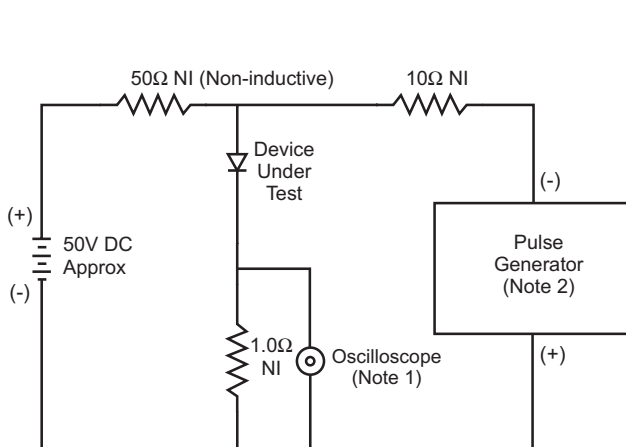 50Ω NI (Non-inductive)
10Ω NI
Device
Under
Test
(-)
(+)
50V DC
Approx
(-)
Pulse
Generator
(Note 2)
1.0Ω
NI
Oscilloscope
(Note 1)
(+)